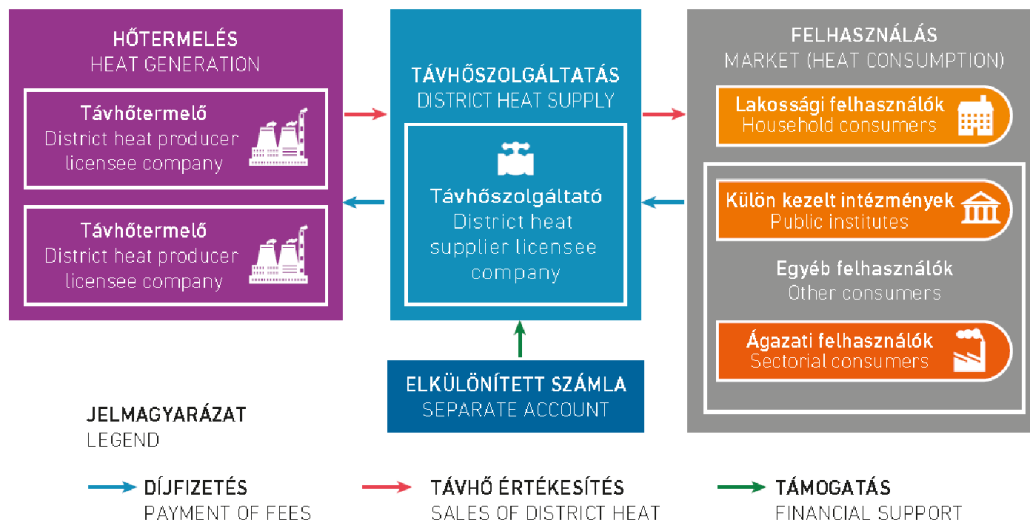 HŐTERMELÉS
HEAT GENERATION
Távhőtermelő
District heat producer
licensee company
Távhőtermelő
District heat producer
licensee company
TÁVHŐSZOLGÁLTATÁS
DISTRICT HEAT SUPPLY
Távhőszolgáltató
District heat
supplier licensee
company
ELKÜLÖNÍTETT SZÁMLA
SEPARATE ACCOUNT
FELHASZNÁLÁS
MARKET (HEAT CONSUMPTION)
Lakossági felhasználók
Household consumers
Külön kezelt intézmények
Public institutes
Egyéb felhasználók
Other consumers
Ágazati felhasználók
Sectorial consumers
JELMAGYARÁZAT
LEGEND
DÍJFIZETÉS
PAYMENT OF FEES
TÁVHŐ ÉRTÉKESÍTÉS
SALES OF DISTRICT HEAT
TÁMOGATÁS
FINANCIAL SUPPORT